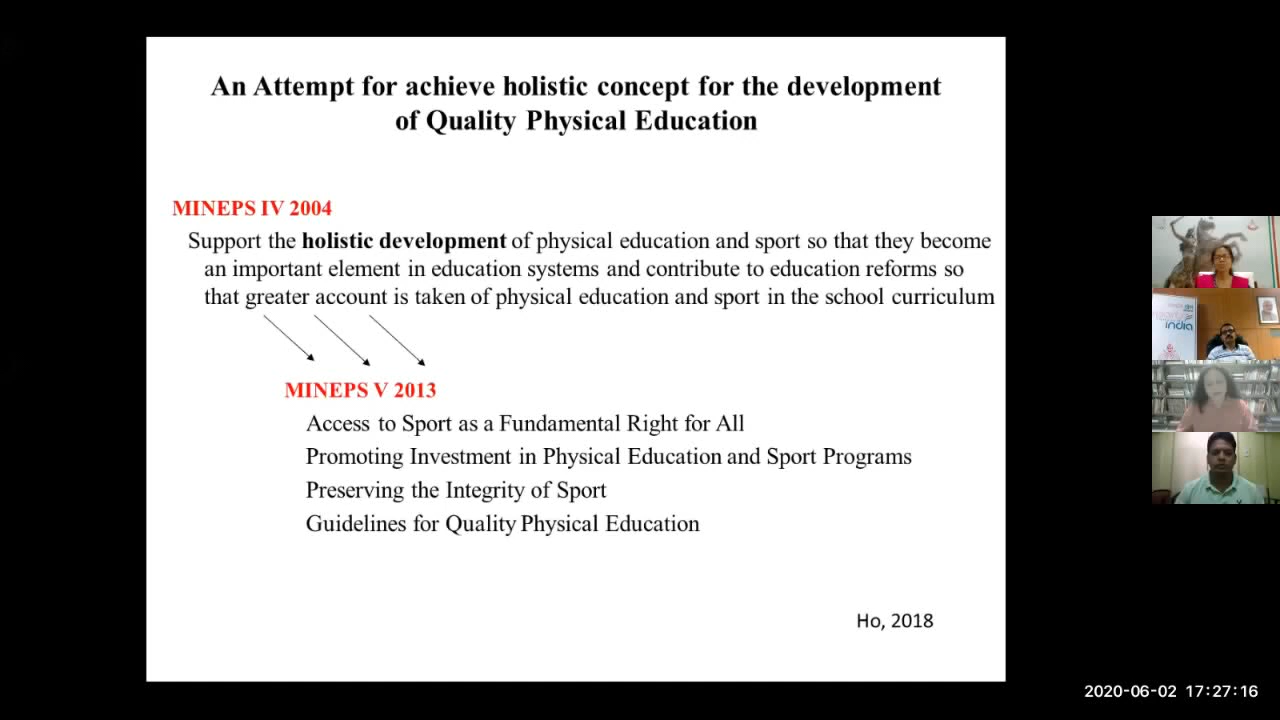 An Attempt for achieve holistic concept for the development
of Quality Physical Education
MINEPS IV 2004
Support the holistic development of physical education and sport so that they become
an important element in education systems and contribute to education reforms so
that greater account is taken of physical education and sport in the school curriculum
MINEPS V 2013
Access to Sport as a Fundamental Right for All
Promoting Investment in Physical Education and Sport Programs
Preserving the Integrity of Sport
Guidelines for Quality Physical Education
Ho, 2018
india
2020-06-02 17:27:16